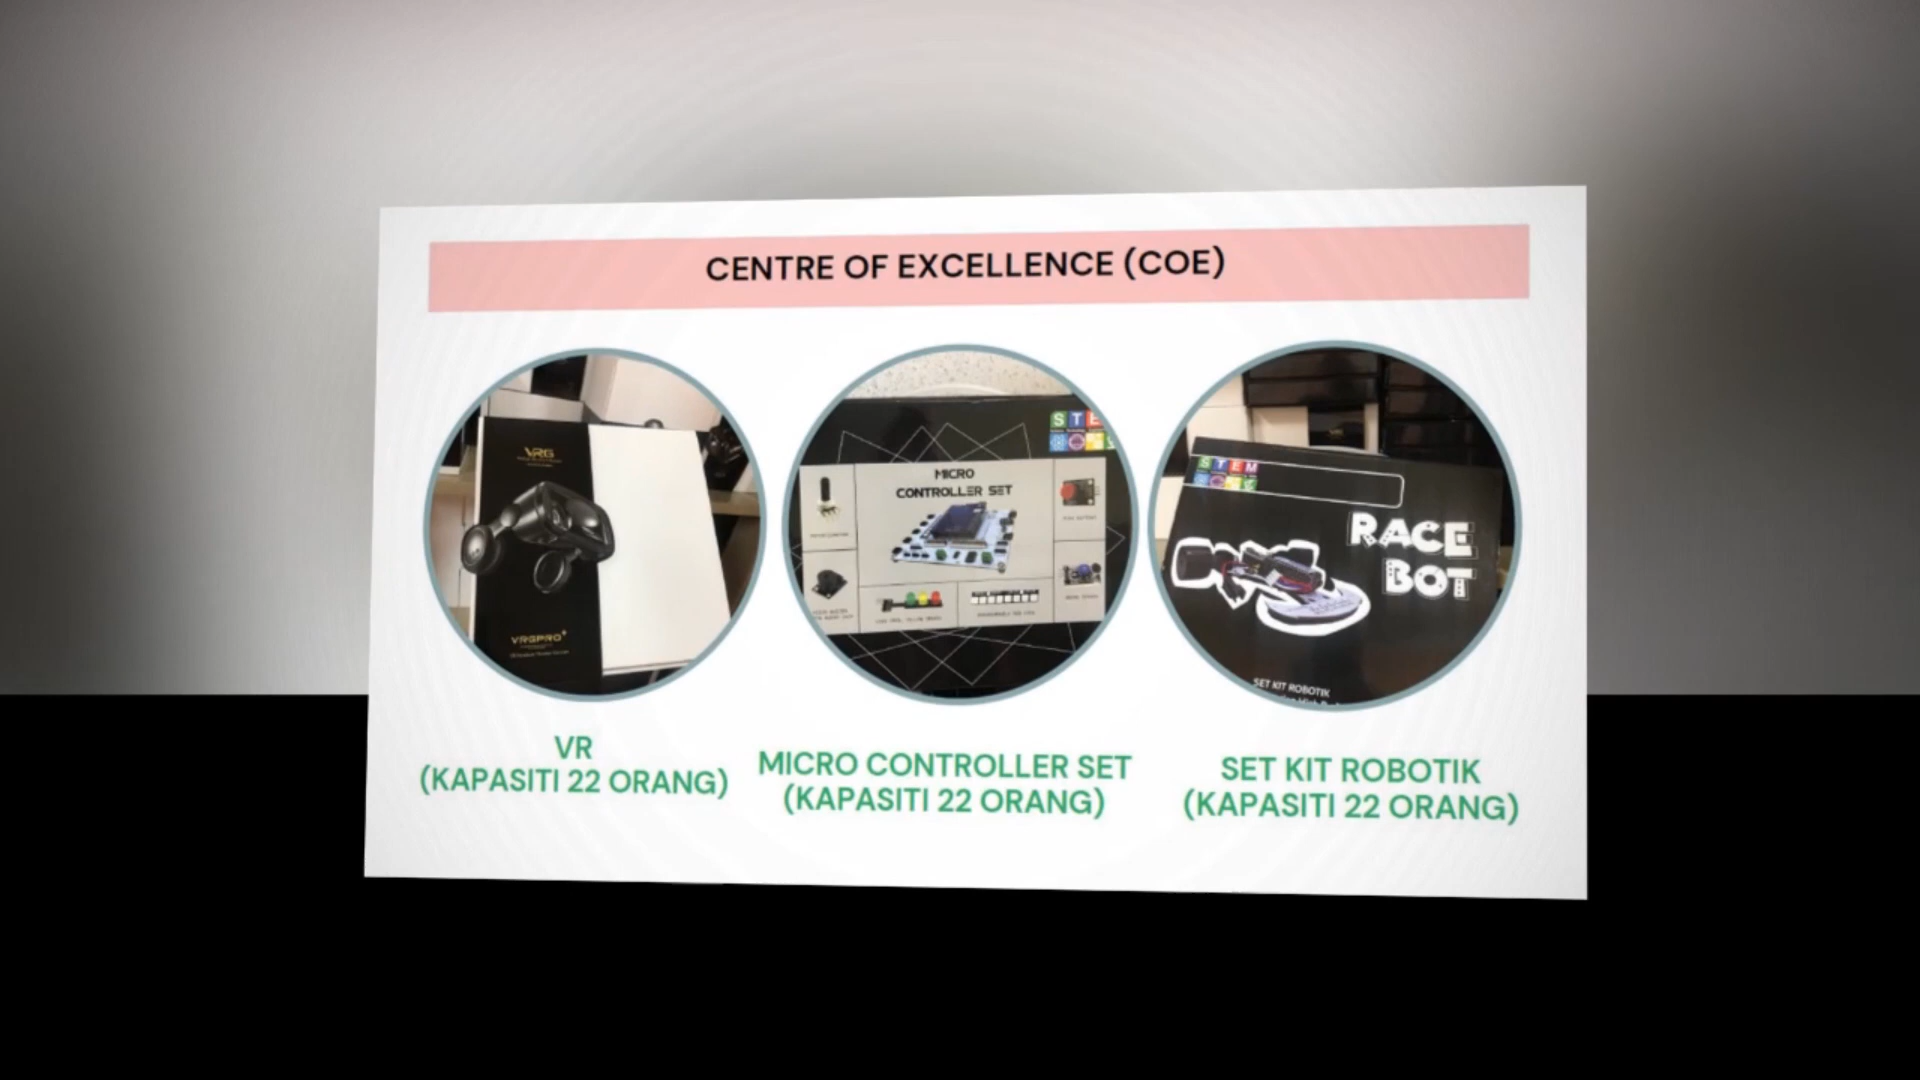 CENTRE OF EXCELLENCE (COE)
VRG
VRGPRO+
STE
MICRO
CONTROLLER SET
STEM
RACE
BOT
SET KIT ROBOTIK
VR
(KAPASITI 22 ORANG)
MICRO CONTROLLER SET
(KAPASITI 22 ORANG)
SET KIT ROBOTIK
(KAPASITI 22 ORANG)